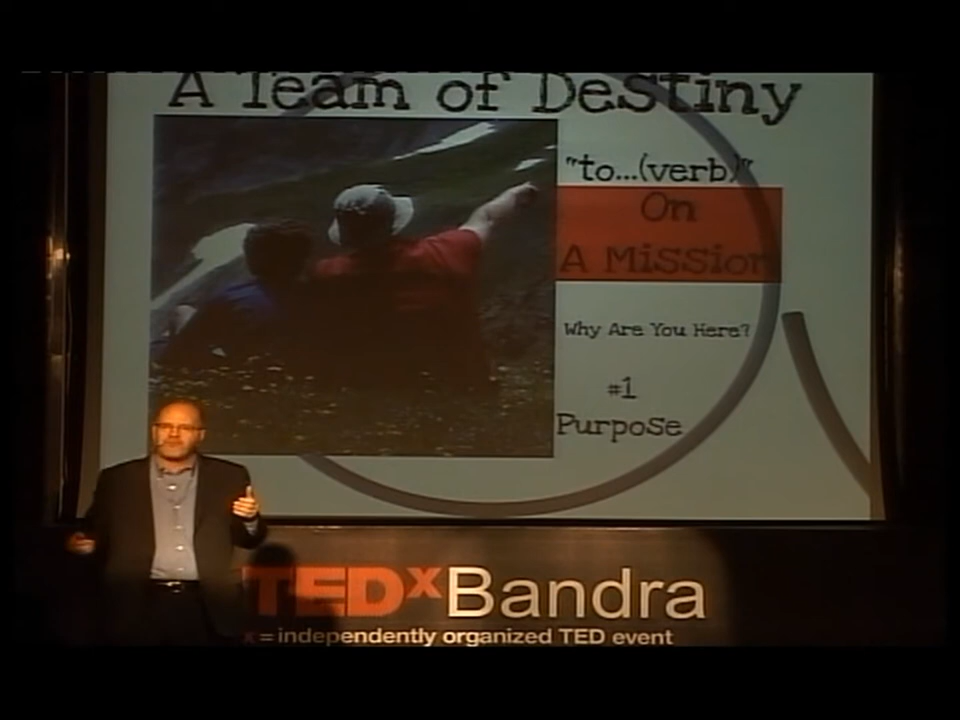 A Team of Destiny
"to...(verb)"
On
A Mission
Why Are You Here?
#1
Purpose
TEDxBandra
x = independently organized TED event